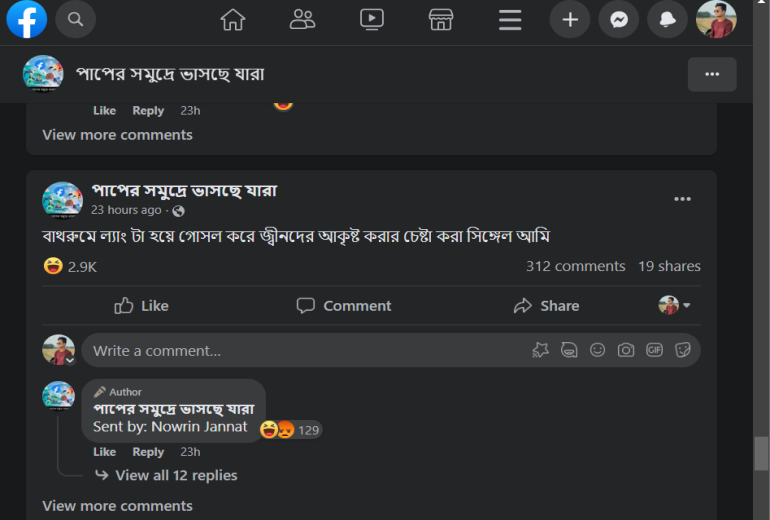 পাপের সমুদ্রে ভাসছে যারা
Like Reply 23h
View more comments
পাপের সমুদ্রে ভাসছে যারা
23 hours ago ·
বাথরুমে ল্যাং টা হয়ে গোসল করে জ্বীনদের আকৃষ্ট করার চেষ্টা করা সিঙ্গেল আমি
2.9K 312 comments 19 shares
Like Comment Share
Write a comment...
GIF
Author
পাপের সমুদ্রে ভাসছে যারা
Sent by: Nowrin Jannat
129
Like Reply 23h
View all 12 replies
View more comments